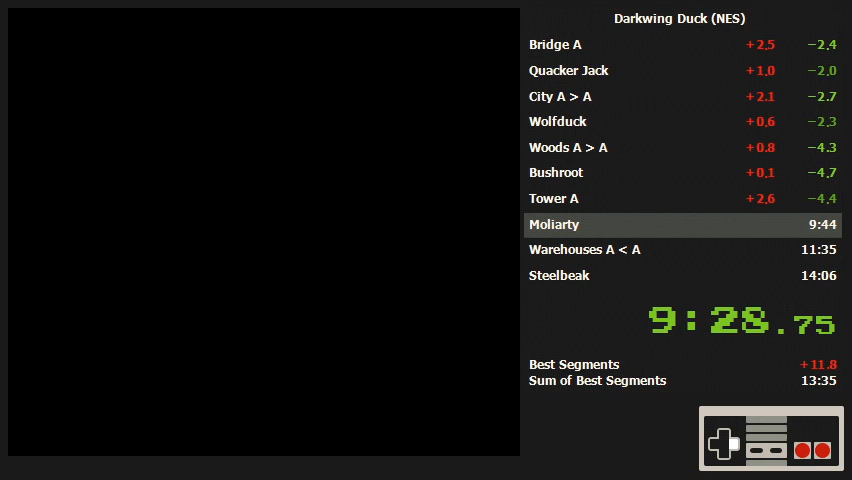 Darkwing Duck (NES)
Bridge A +2.5 −2.4
Quacker Jack +1.0 −2.0
City A > A +2.1 −2.7
Wolfduck +0.6 −2.3
Woods A > A +0.8 −4.3
Bushroot +0.1 −4.7
Tower A +2.6 −4.4
Moliarty 9:44
Warehouses A < A 11:35
Steelbeak 14:06
9:28.75
Best Segments +11.8
Sum of Best Segments 13:35